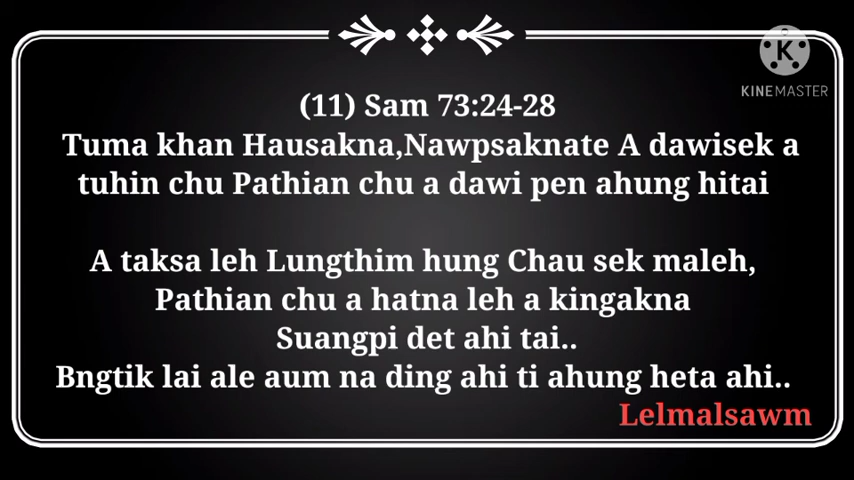 K
KINEMASTER
(11) Sam 73:24-28
Tuma khan Hausakna,Nawpsaknate A dawisek a
tuhin chu Pathian chu a dawi pen ahung hitai
A taksa leh Lungthim hung Chau sek maleh,
Pathian chu a hatna leh a kingakna
Suangpi det ahi tai..
Bngtik lai ale aum na ding ahi ti ahung heta ahi..
Lelmalsawm